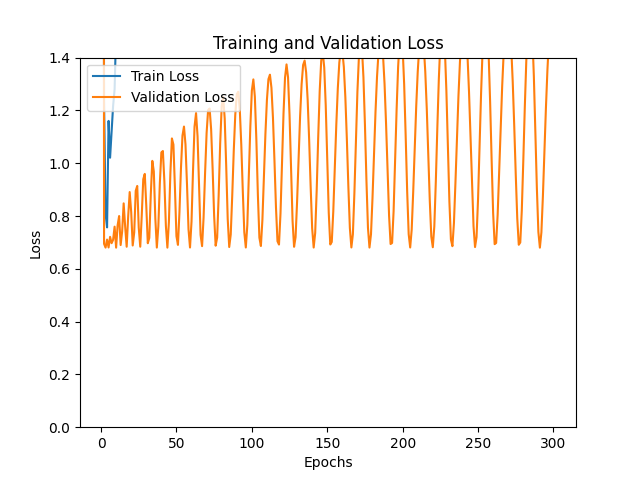 Training and Validation Loss
Train Loss
Validation Loss
1.4
1.2
1.0
0.8
0.6
0.4
0.2
0.0
Loss
0 50 100 150 200 250 300
Epochs